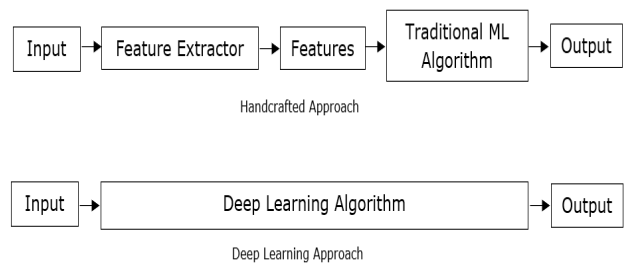 Input
Feature Extractor
Features
Traditional ML
Algorithm
Output
Handcrafted Approach
Input
Deep Learning Algorithm
Output
Deep Learning Approach